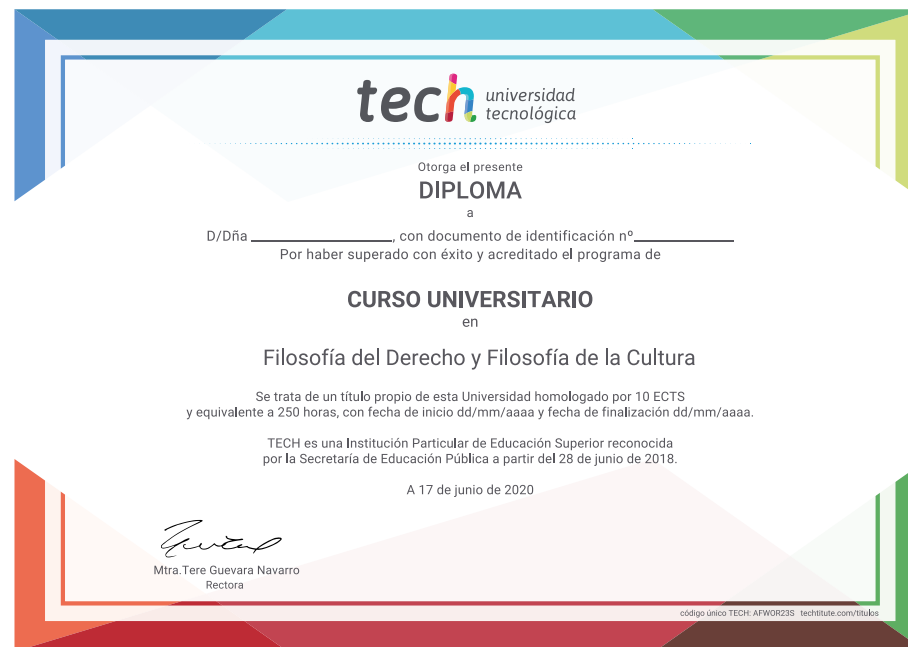 tech universidad
tecnológica
Otorga el presente
DIPLOMA
a
D/Dña ______________, con documento de identificación nº__________
Por haber superado con éxito y acreditado el programa de
CURSO UNIVERSITARIO
en
Filosofía del Derecho y Filosofía de la Cultura
Se trata de un título propio de esta Universidad homologado por 10 ECTS
y equivalente a 250 horas, con fecha de inicio dd/mm/aaaa y fecha de finalización dd/mm/aaaa.
TECH es una Institución Particular de Educación Superior reconocida
por la Secretaría de Educación Pública a partir del 28 de junio de 2018.
A 17 de junio de 2020
Mtra.Tere Guevara Navarro
Rectora
código único TECH: AFWOR23S techtitute.com/titulos